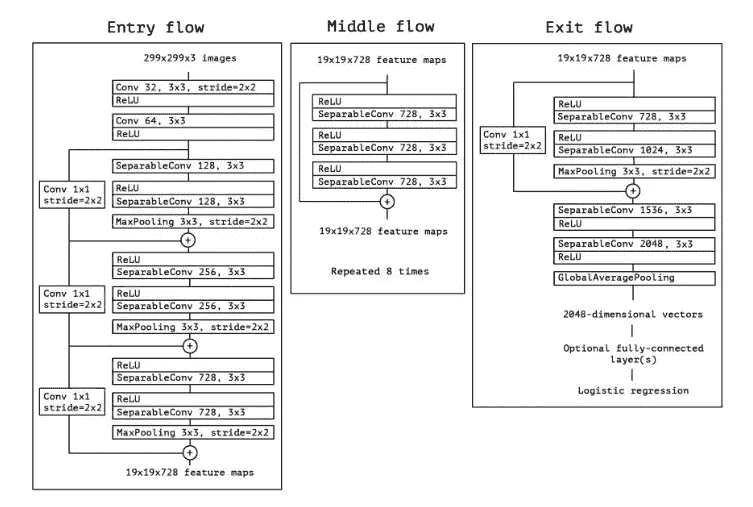 Entry flow
299x299x3 images
Conv 32, 3x3, stride=2x2
ReLU
Conv 64, 3x3
ReLU
SeparableConv 128, 3x3
Conv 1x1
stride=2x2
ReLU
SeparableConv 128, 3x3
MaxPooling 3x3, stride=2x2
+
ReLU
SeparableConv 256, 3x3
Conv 1x1
stride=2x2
ReLU
SeparableConv 256, 3x3
MaxPooling 3x3, stride=2x2
+
ReLU
SeparableConv 728, 3x3
Conv 1x1
stride=2x2
ReLU
SeparableConv 728, 3x3
MaxPooling 3x3, stride=2x2
+
19x19x728 feature maps
Middle flow
19x19x728 feature maps
ReLU
SeparableConv 728, 3x3
ReLU
SeparableConv 728, 3x3
ReLU
SeparableConv 728, 3x3
+
19x19x728 feature maps
Repeated 8 times
Exit flow
19x19x728 feature maps
ReLU
SeparableConv 728, 3x3
Conv 1x1
stride=2x2
ReLU
SeparableConv 1024, 3x3
MaxPooling 3x3, stride=2x2
+
SeparableConv 1536, 3x3
ReLU
SeparableConv 2048, 3x3
ReLU
GlobalAveragePooling
2048-dimensional vectors
Optional fully-connected
layer(s)
Logistic regression